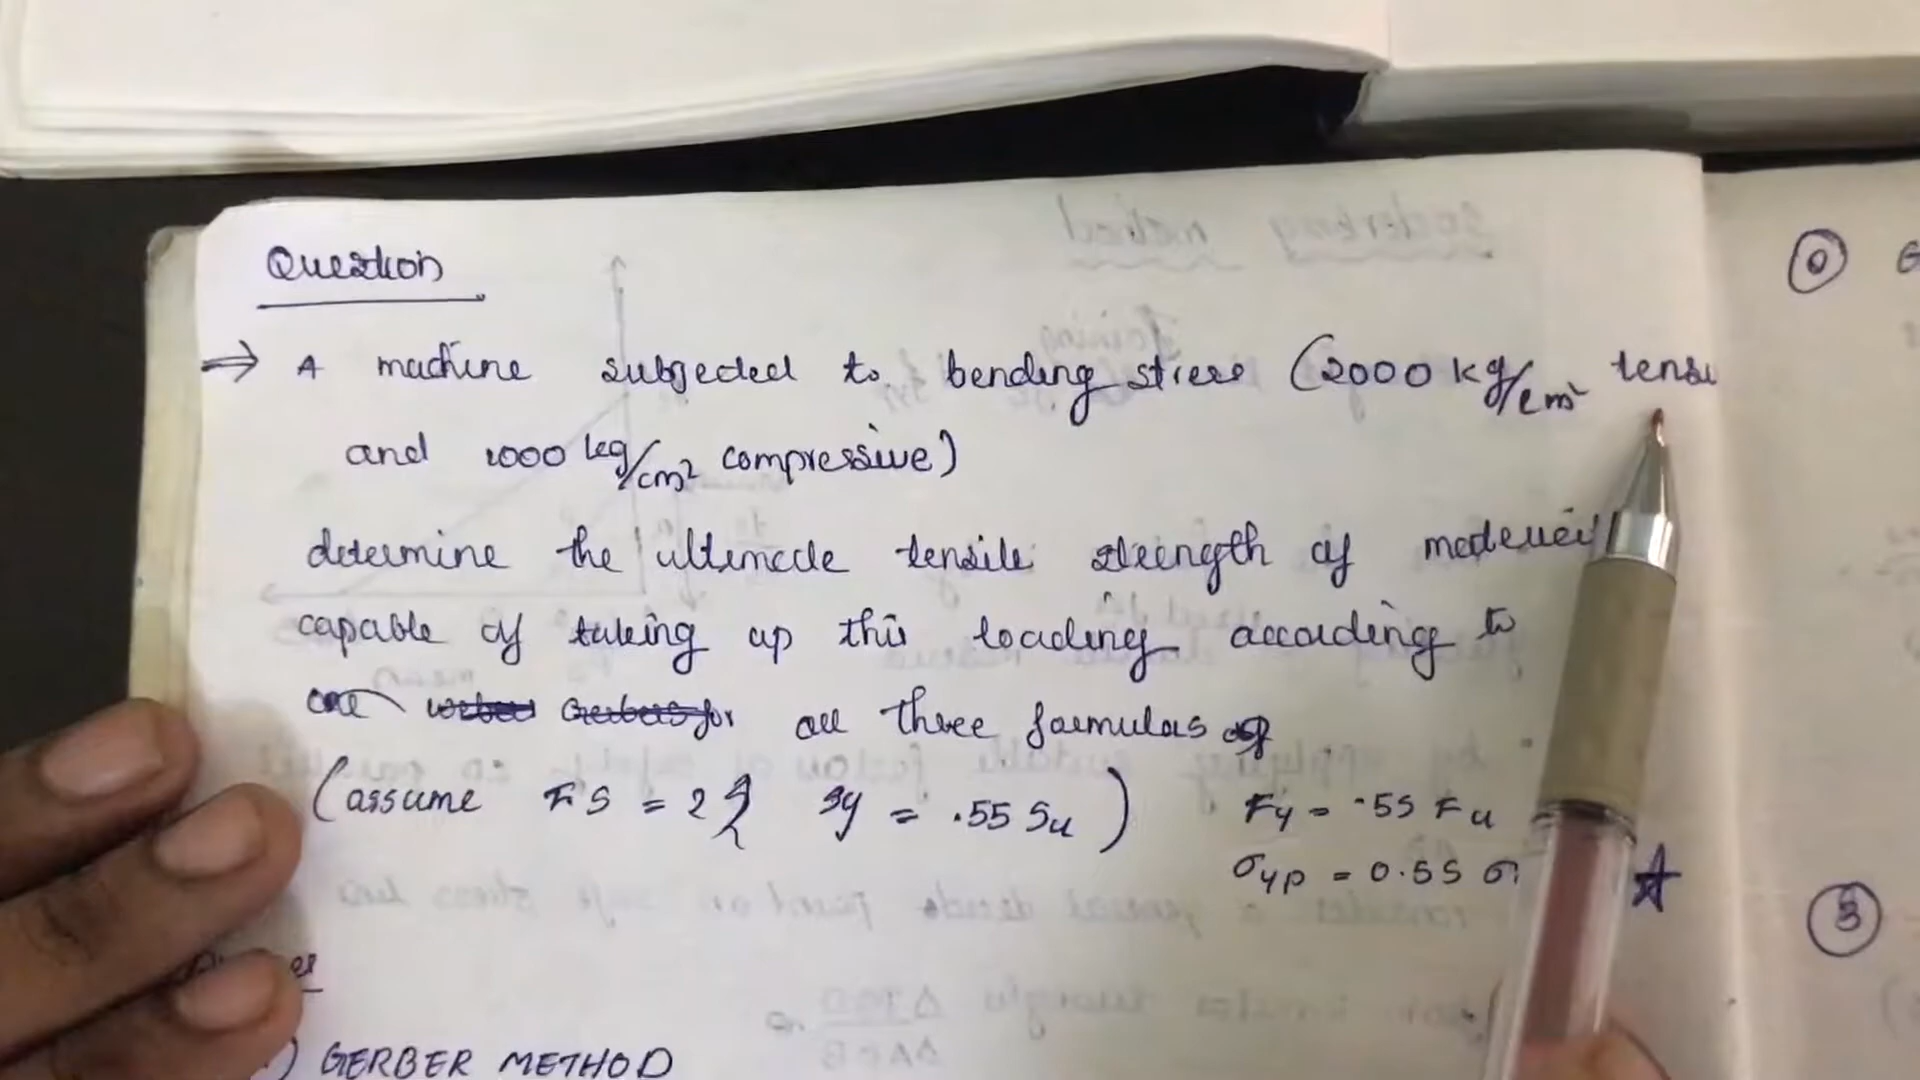 Question
⇒ A machine subjected to bending stress (2000 kg/cm² tensi
and 1000 kg/cm² compressive)
determine the ultimate tensile strength of material
capable of taking up this loading according to
all three formulas
(assume FS = 2 & Sy = .55 Su)
Fy = .55 Fu
σyp = 0.55 σ
1) GERBER METHOD
3